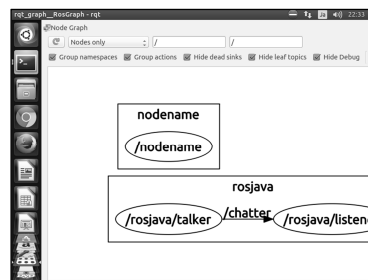 rqt_graph__RosGraph - rqt
Ja 22:33
Node Graph
Nodes only / /
Group namespaces Group actions Hide dead sinks Hide leaf topics Hide Debug
nodename
/nodename
rosjava
/rosjava/talker /chatter /rosjava/listene